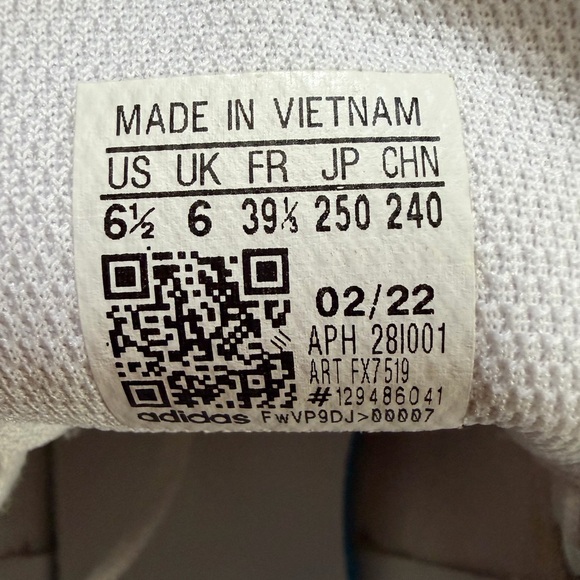 MADE IN VIETNAM
US UK FR JP CHN
6½ 6 39⅓ 250 240
02/22
APH 28I001
ART FX7519
#129486041
adidas FwVP9DJ>00007